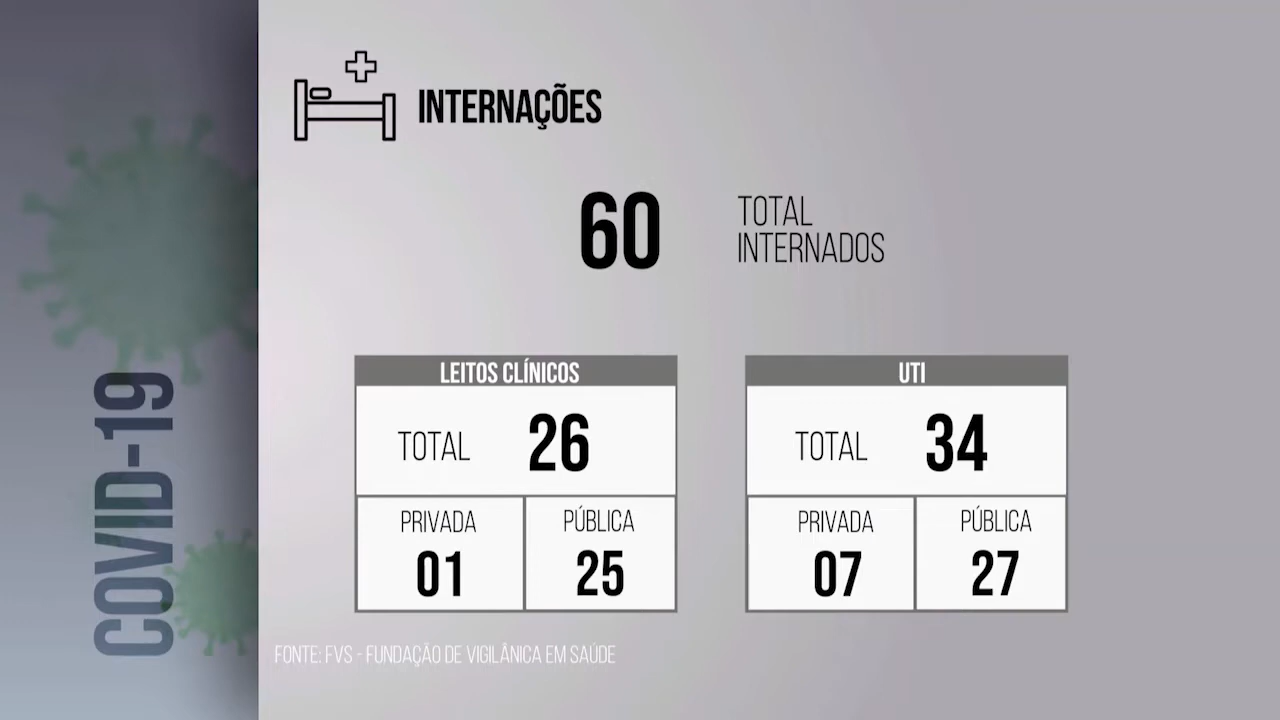 INTERNAÇÕES
60
TOTAL
INTERNADOS
LEITOS CLÍNICOS
TOTAL 26
PRIVADA
01
PÚBLICA
25
UTI
TOTAL 34
PRIVADA
07
PÚBLICA
27
COVID-19
FONTE: FVS - FUNDAÇÃO DE VIGILÂNICA EM SAÚDE